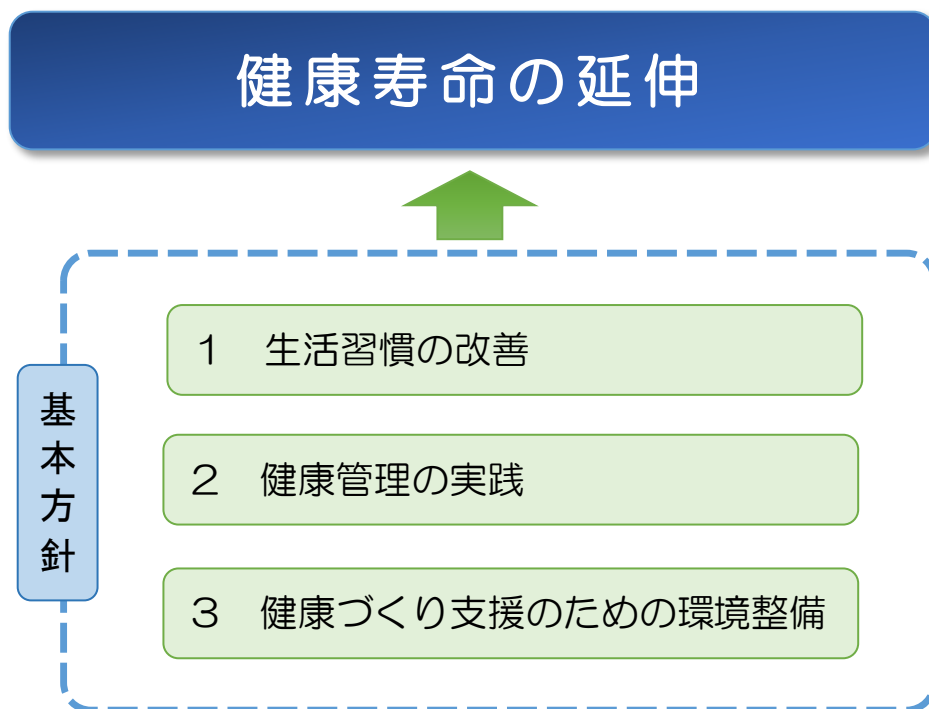 健康寿命の延伸
基本方針
１　生活習慣の改善
２　健康管理の実践
３　健康づくり支援のための環境整備